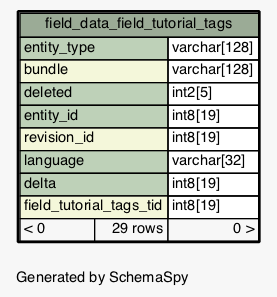 field_data_field_tutorial_tags
entity_type varchar[128]
bundle varchar[128]
deleted int2[5]
entity_id int8[19]
revision_id int8[19]
language varchar[32]
delta int8[19]
field_tutorial_tags_tid int8[19]
< 0 29 rows 0 >
Generated by SchemaSpy